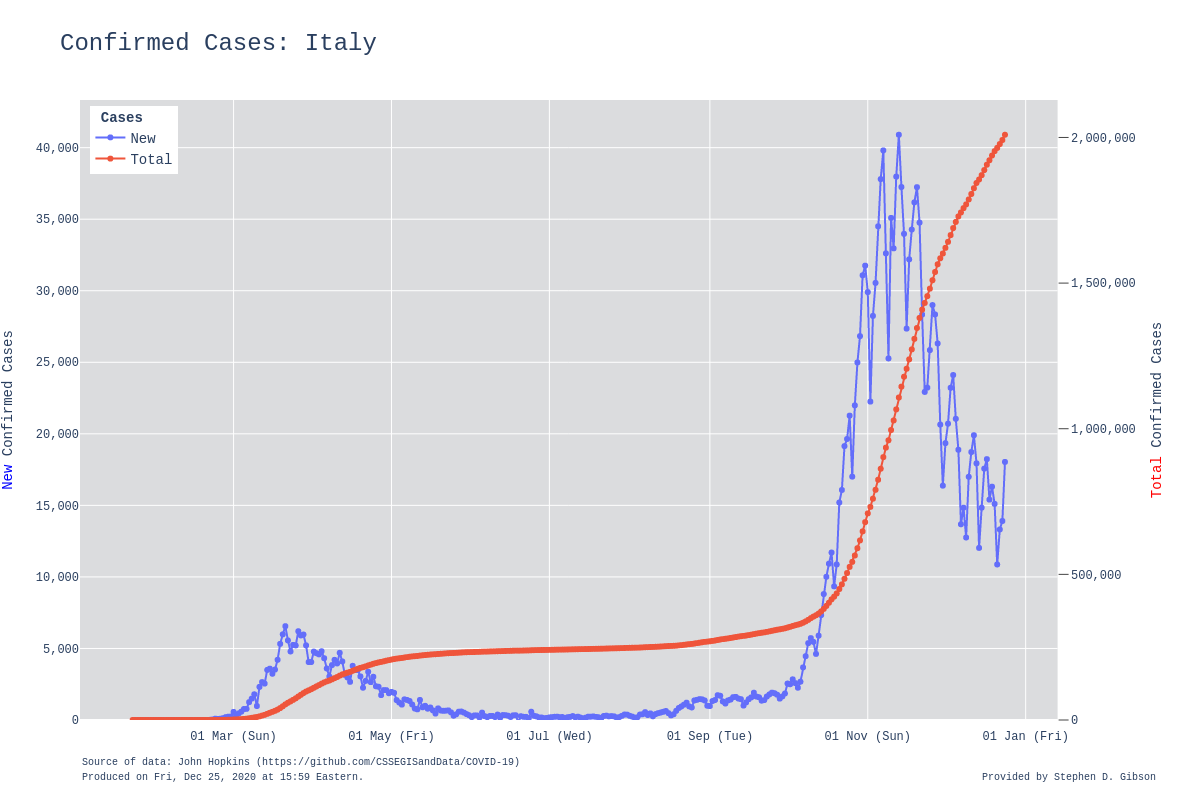 Confirmed Cases: Italy
Cases
New
Total
40,000
35,000
30,000
25,000
20,000
15,000
10,000
5,000
0
New Confirmed Cases
2,000,000
1,500,000
1,000,000
500,000
0
Total Confirmed Cases
01 Mar (Sun)
01 May (Fri)
01 Jul (Wed)
01 Sep (Tue)
01 Nov (Sun)
01 Jan (Fri)
Source of data: John Hopkins (https://github.com/CSSEGISandData/COVID-19)
Produced on Fri, Dec 25, 2020 at 15:59 Eastern.
Provided by Stephen D. Gibson